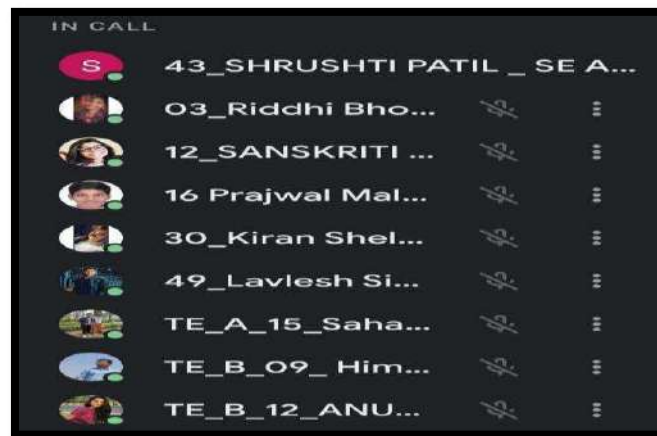 IN CALL
S 43_SHRUSHTI PATIL _ SE A...
03_Riddhi Bho...
12_SANSKRITI ...
16 Prajwal Mal...
30_Kiran Shel...
49_Lavlesh Si...
TE_A_15_Saha...
TE_B_09_ Him...
TE_B_12_ANU...